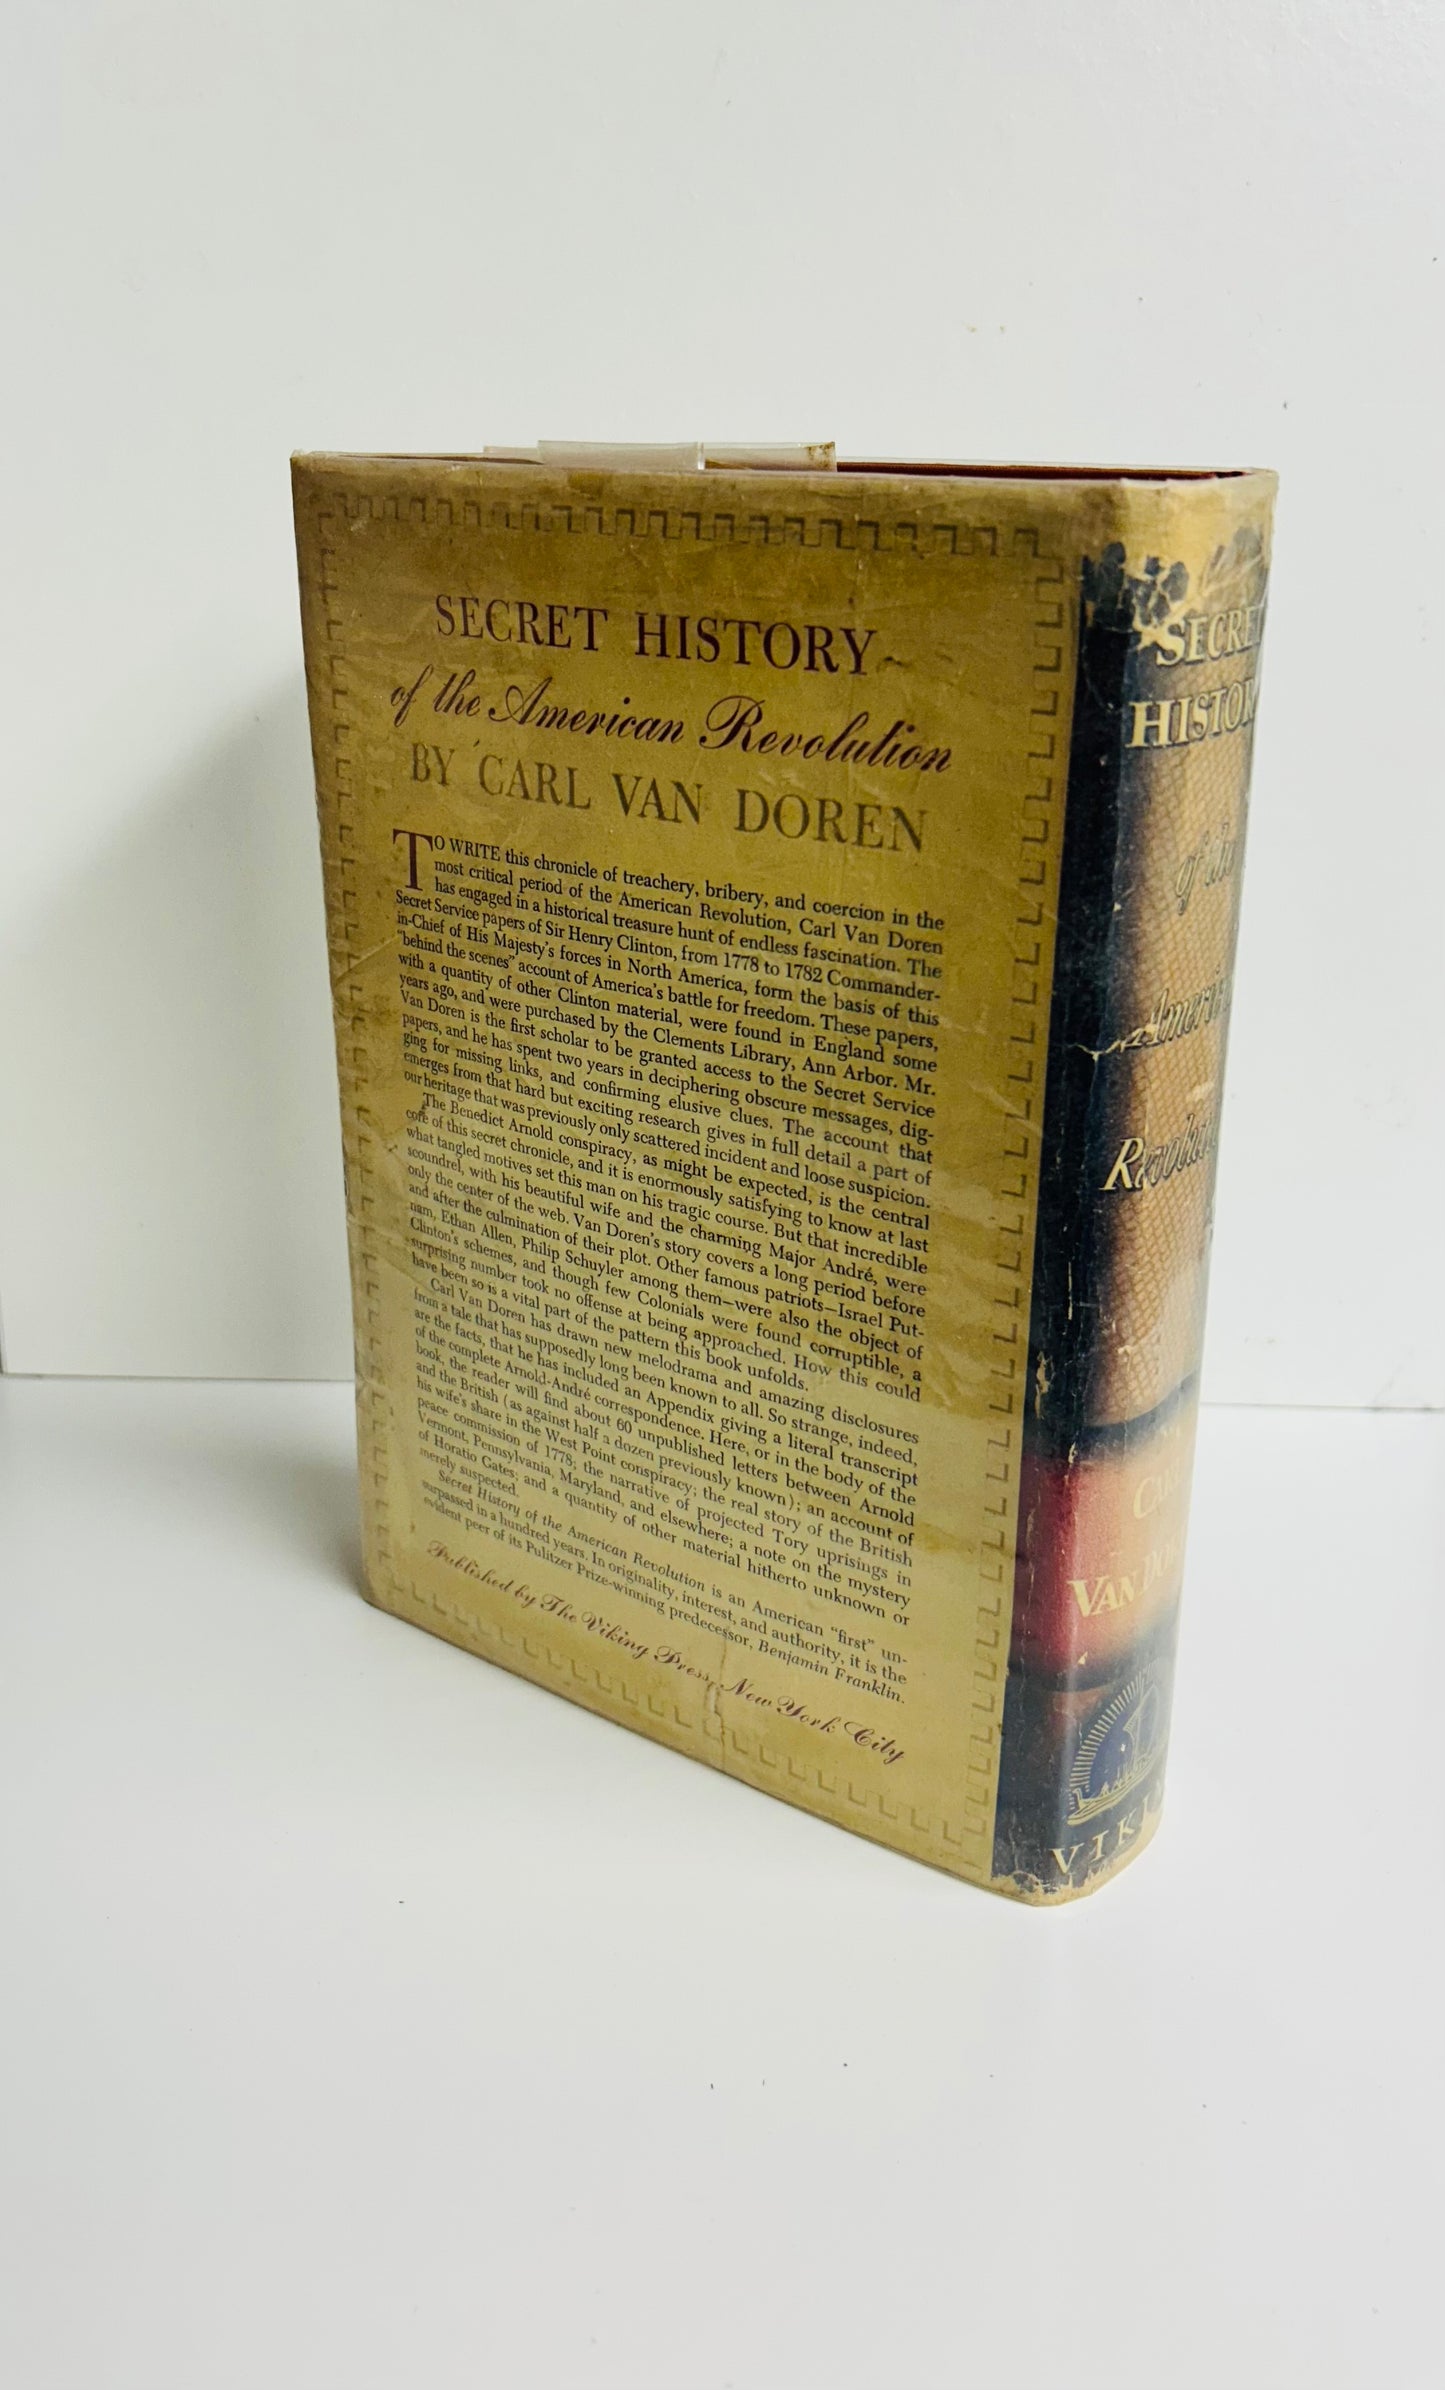 SECRET HISTORY
of the American Revolution
BY CARL VAN DOREN
TO WRITE this chronicle of treachery, bribery, and coercion in the
most critical period of the American Revolution, Carl Van Doren
has engaged in a historical treasure hunt of endless fascination. The
Secret Service papers of Sir Henry Clinton, from 1778 to 1782 Commander-
in-Chief of His Majesty's forces in North America, form the basis of this
"behind the scenes" account of America's battle for freedom. These papers,
with a quantity of other Clinton material, were found in England some
years ago, and were purchased by the Clements Library, Ann Arbor. Mr.
Van Doren is the first scholar to be granted access to the Secret Service
papers, and he has spent two years in deciphering obscure messages, dig-
ging for missing links, and confirming elusive clues. The account that
emerges from that hard but exciting research gives in full detail a part of
our heritage that was previously only scattered incident and loose suspicion.
The Benedict Arnold conspiracy, as might be expected, is the central
core of this secret chronicle, and it is enormously satisfying to know at last
what tangled motives set this man on his tragic course. But that incredible
scoundrel, with his beautiful wife and the charming Major André, were
only the center of the web. Van Doren's story covers a long period before
and after the culmination of their plot. Other famous patriots—Israel Put-
nam, Ethan Allen, Philip Schuyler among them—were also the object of
Clinton's schemes, and though few Colonials were found corruptible, a
surprising number took no offense at being approached. How this could
have been so is a vital part of the pattern this book unfolds.
Carl Van Doren has drawn new melodrama and amazing disclosures
from a tale that has supposedly long been known to all. So strange, indeed,
are the facts, that he has included an Appendix giving a literal transcript
of the complete Arnold-André correspondence. Here, or in the body of the
book, the reader will find about 60 unpublished letters between Arnold
and the British (as against half a dozen previously known); an account of
his wife's share in the West Point conspiracy; the real story of the British
peace commission of 1778; the narrative of projected Tory uprisings in
Vermont, Pennsylvania, Maryland, and elsewhere; a note on the mystery
of Horatio Gates; and a quantity of other material hitherto unknown or
merely suspected.
Secret History of the American Revolution is an American "first" un-
surpassed in a hundred years. In originality, interest, and authority, it is the
evident peer of its Pulitzer Prize-winning predecessor, Benjamin Franklin.
Published by The Viking Press, New York City
SECRET
HISTOR
of the
Ameri
Revolu
VAN DO
VIKIN